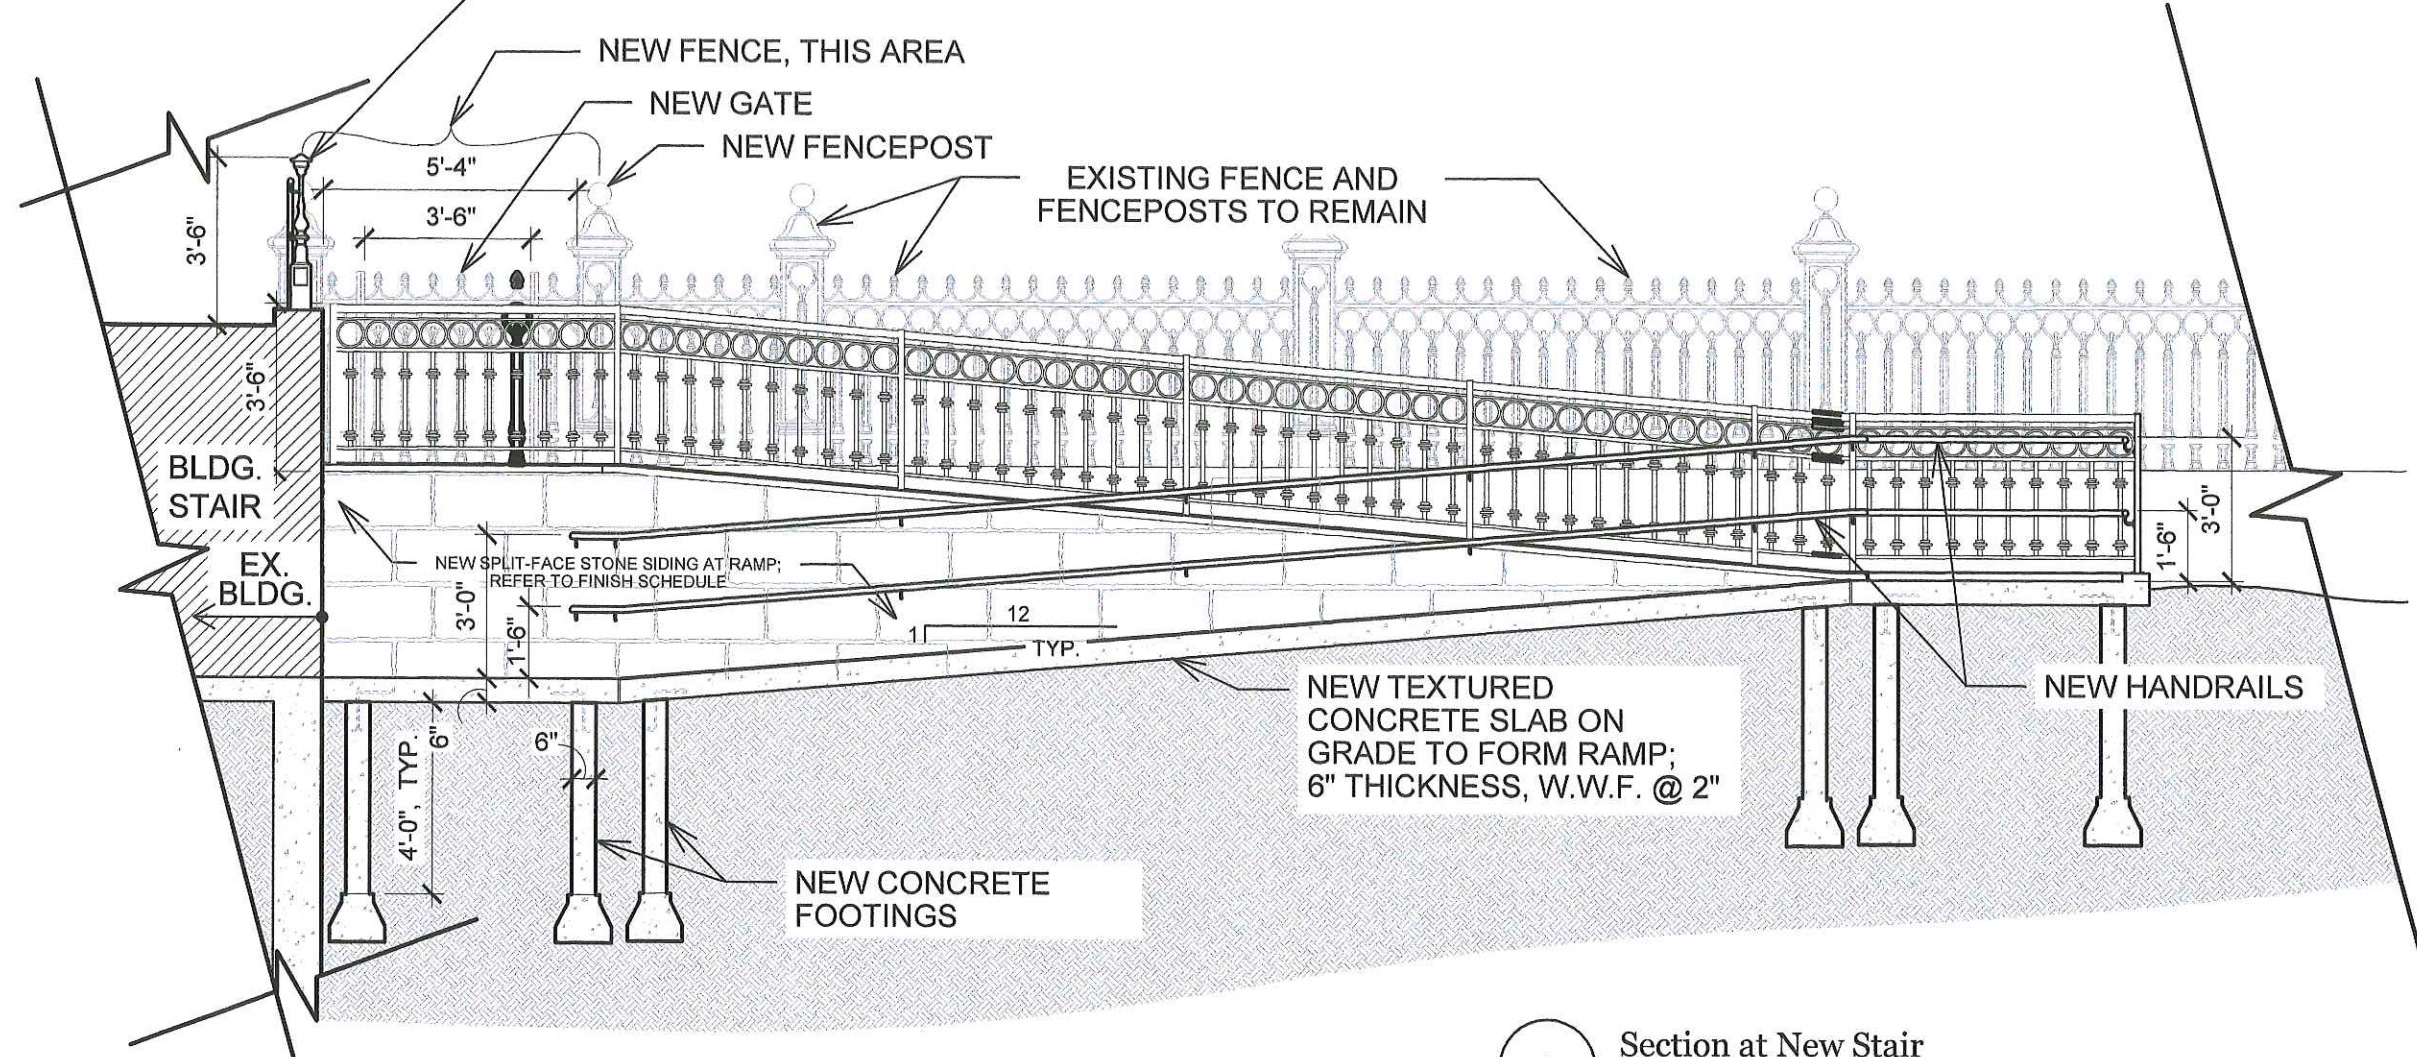 NEW FENCE, THIS AREA
NEW GATE
NEW FENCEPOST
5'-4"
3'-6"
EXISTING FENCE AND
FENCEPOSTS TO REMAIN
3'-6"
3'-6"
BLDG.
STAIR
EX.
BLDG.
NEW SPLIT-FACE STONE SIDING AT RAMP;
REFER TO FINISH SCHEDULE
3'-0"
1'-6"
1
12
TYP.
1'-6"
3'-0"
NEW HANDRAILS
NEW TEXTURED
CONCRETE SLAB ON
GRADE TO FORM RAMP;
6" THICKNESS, W.W.F. @ 2"
6"
6"
4'-0", TYP.
NEW CONCRETE
FOOTINGS
Section at New Stair